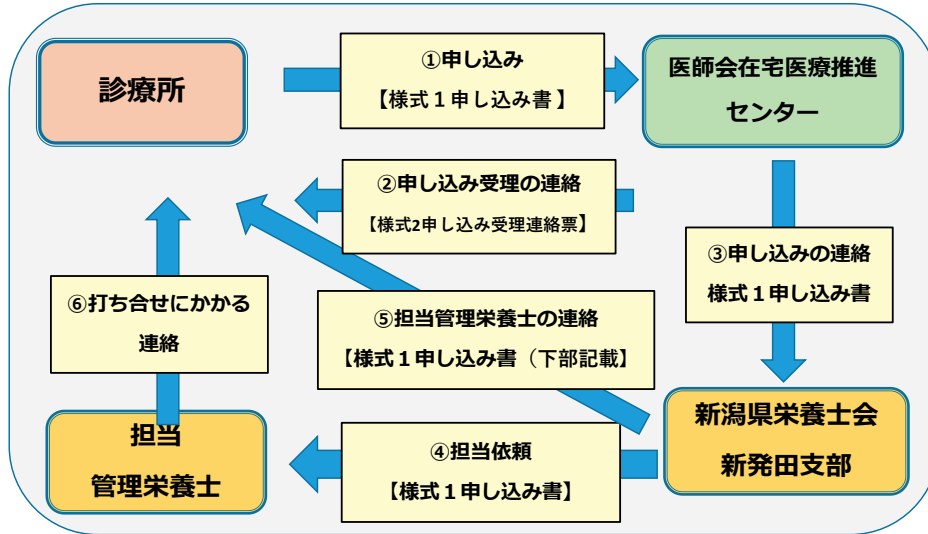 診療所
①申し込み
【様式１申し込み書】
医師会在宅医療推進
センター
②申し込み受理の連絡
【様式2申し込み受理連絡票】
③申し込みの連絡
様式１申し込み書
⑥打ち合せにかかる
連絡
⑤担当管理栄養士の連絡
【様式１申し込み書（下部記載】
担当
管理栄養士
④担当依頼
【様式１申し込み書】
新潟県栄養士会
新発田支部